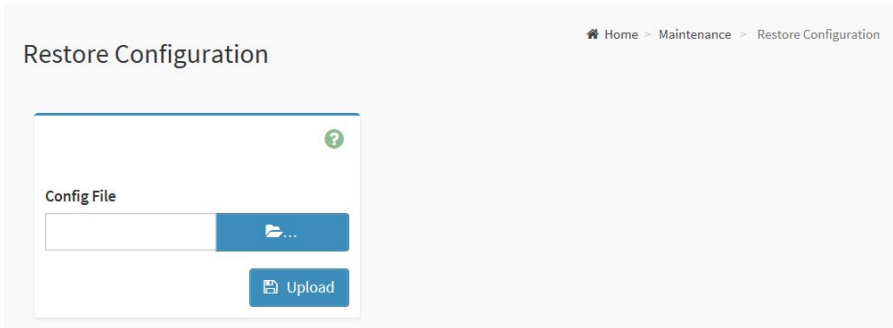 Home > Maintenance > Restore Configuration
Restore Configuration
?
Config File
...
Upload